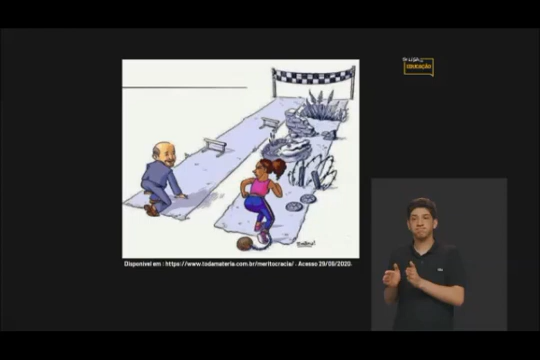 EDUCAÇÃO
Disponível em : https://www.todamateria.com.br/meritocracia/ . Acesso 29/09/2020.